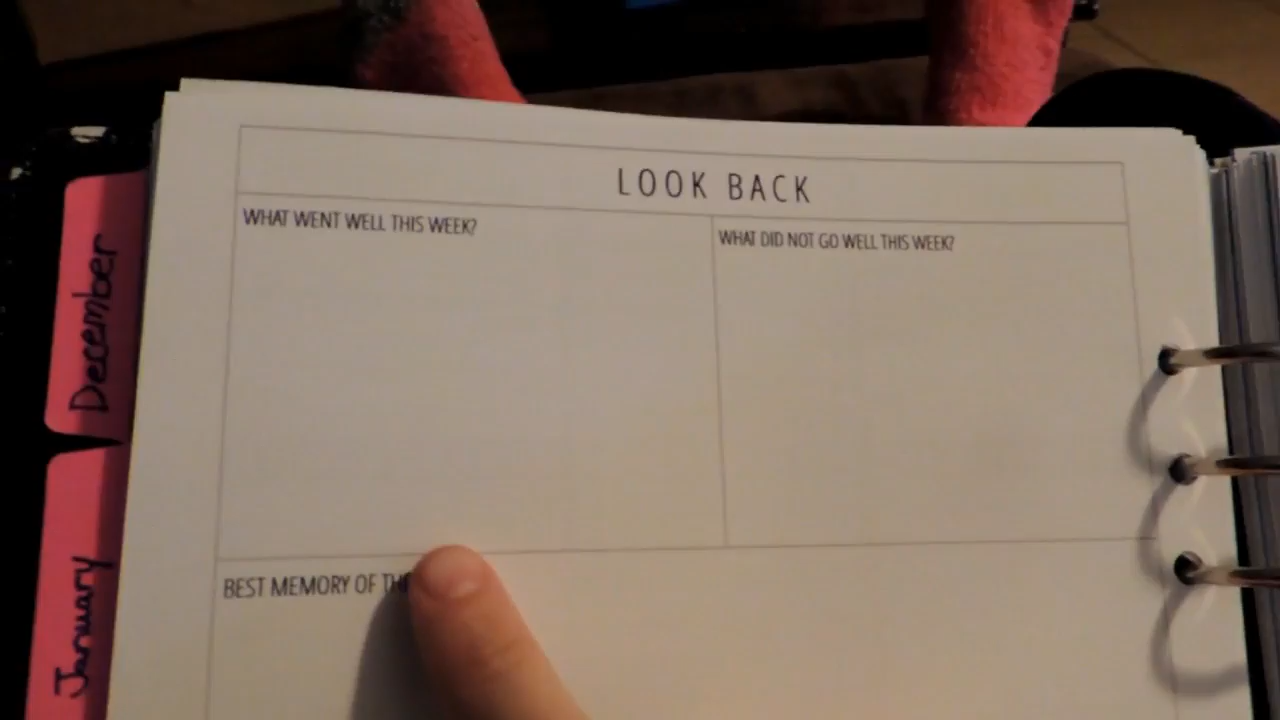 LOOK BACK
WHAT WENT WELL THIS WEEK?
WHAT DID NOT GO WELL THIS WEEK?
BEST MEMORY OF
December
January